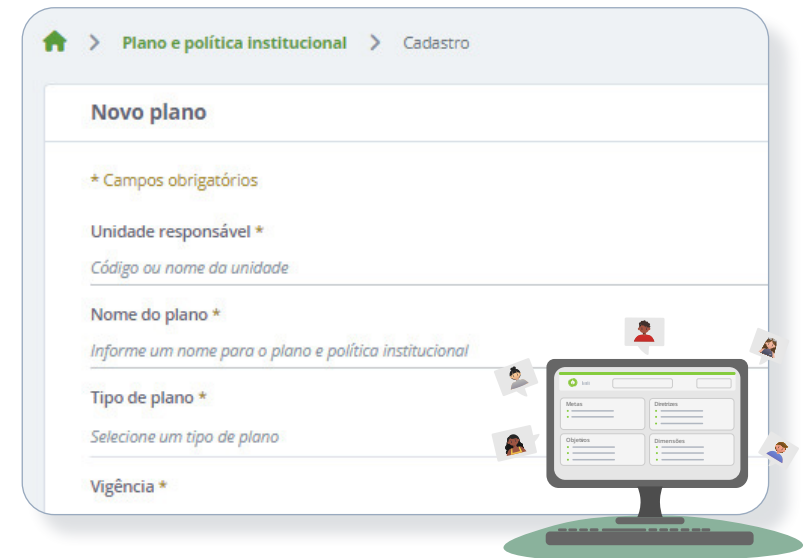 Plano e política institucional > Cadastro
Novo plano
* Campos obrigatórios
Unidade responsável *
Código ou nome da unidade
Nome do plano *
Informe um nome para o plano e política institucional
Tipo de plano *
Selecione um tipo de plano
Vigência *
Metas
Diretrizes
Objetivos
Dimensões